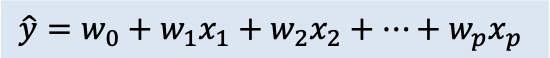 ŷ = w₀ + w₁x₁ + w₂x₂ + ⋯ + wₚxₚ